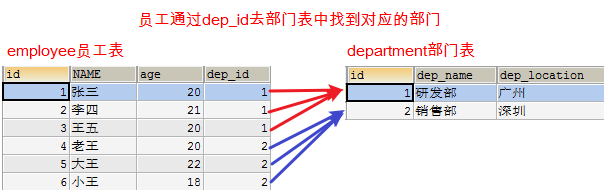 员工通过dep_id去部门表中找到对应的部门
employee员工表
id NAME age dep_id
1 张三 20 1
2 李四 21 1
3 王五 20 1
4 老王 20 2
5 大王 22 2
6 小王 18 2
department部门表
id dep_name dep_location
1 研发部 广州
2 销售部 深圳